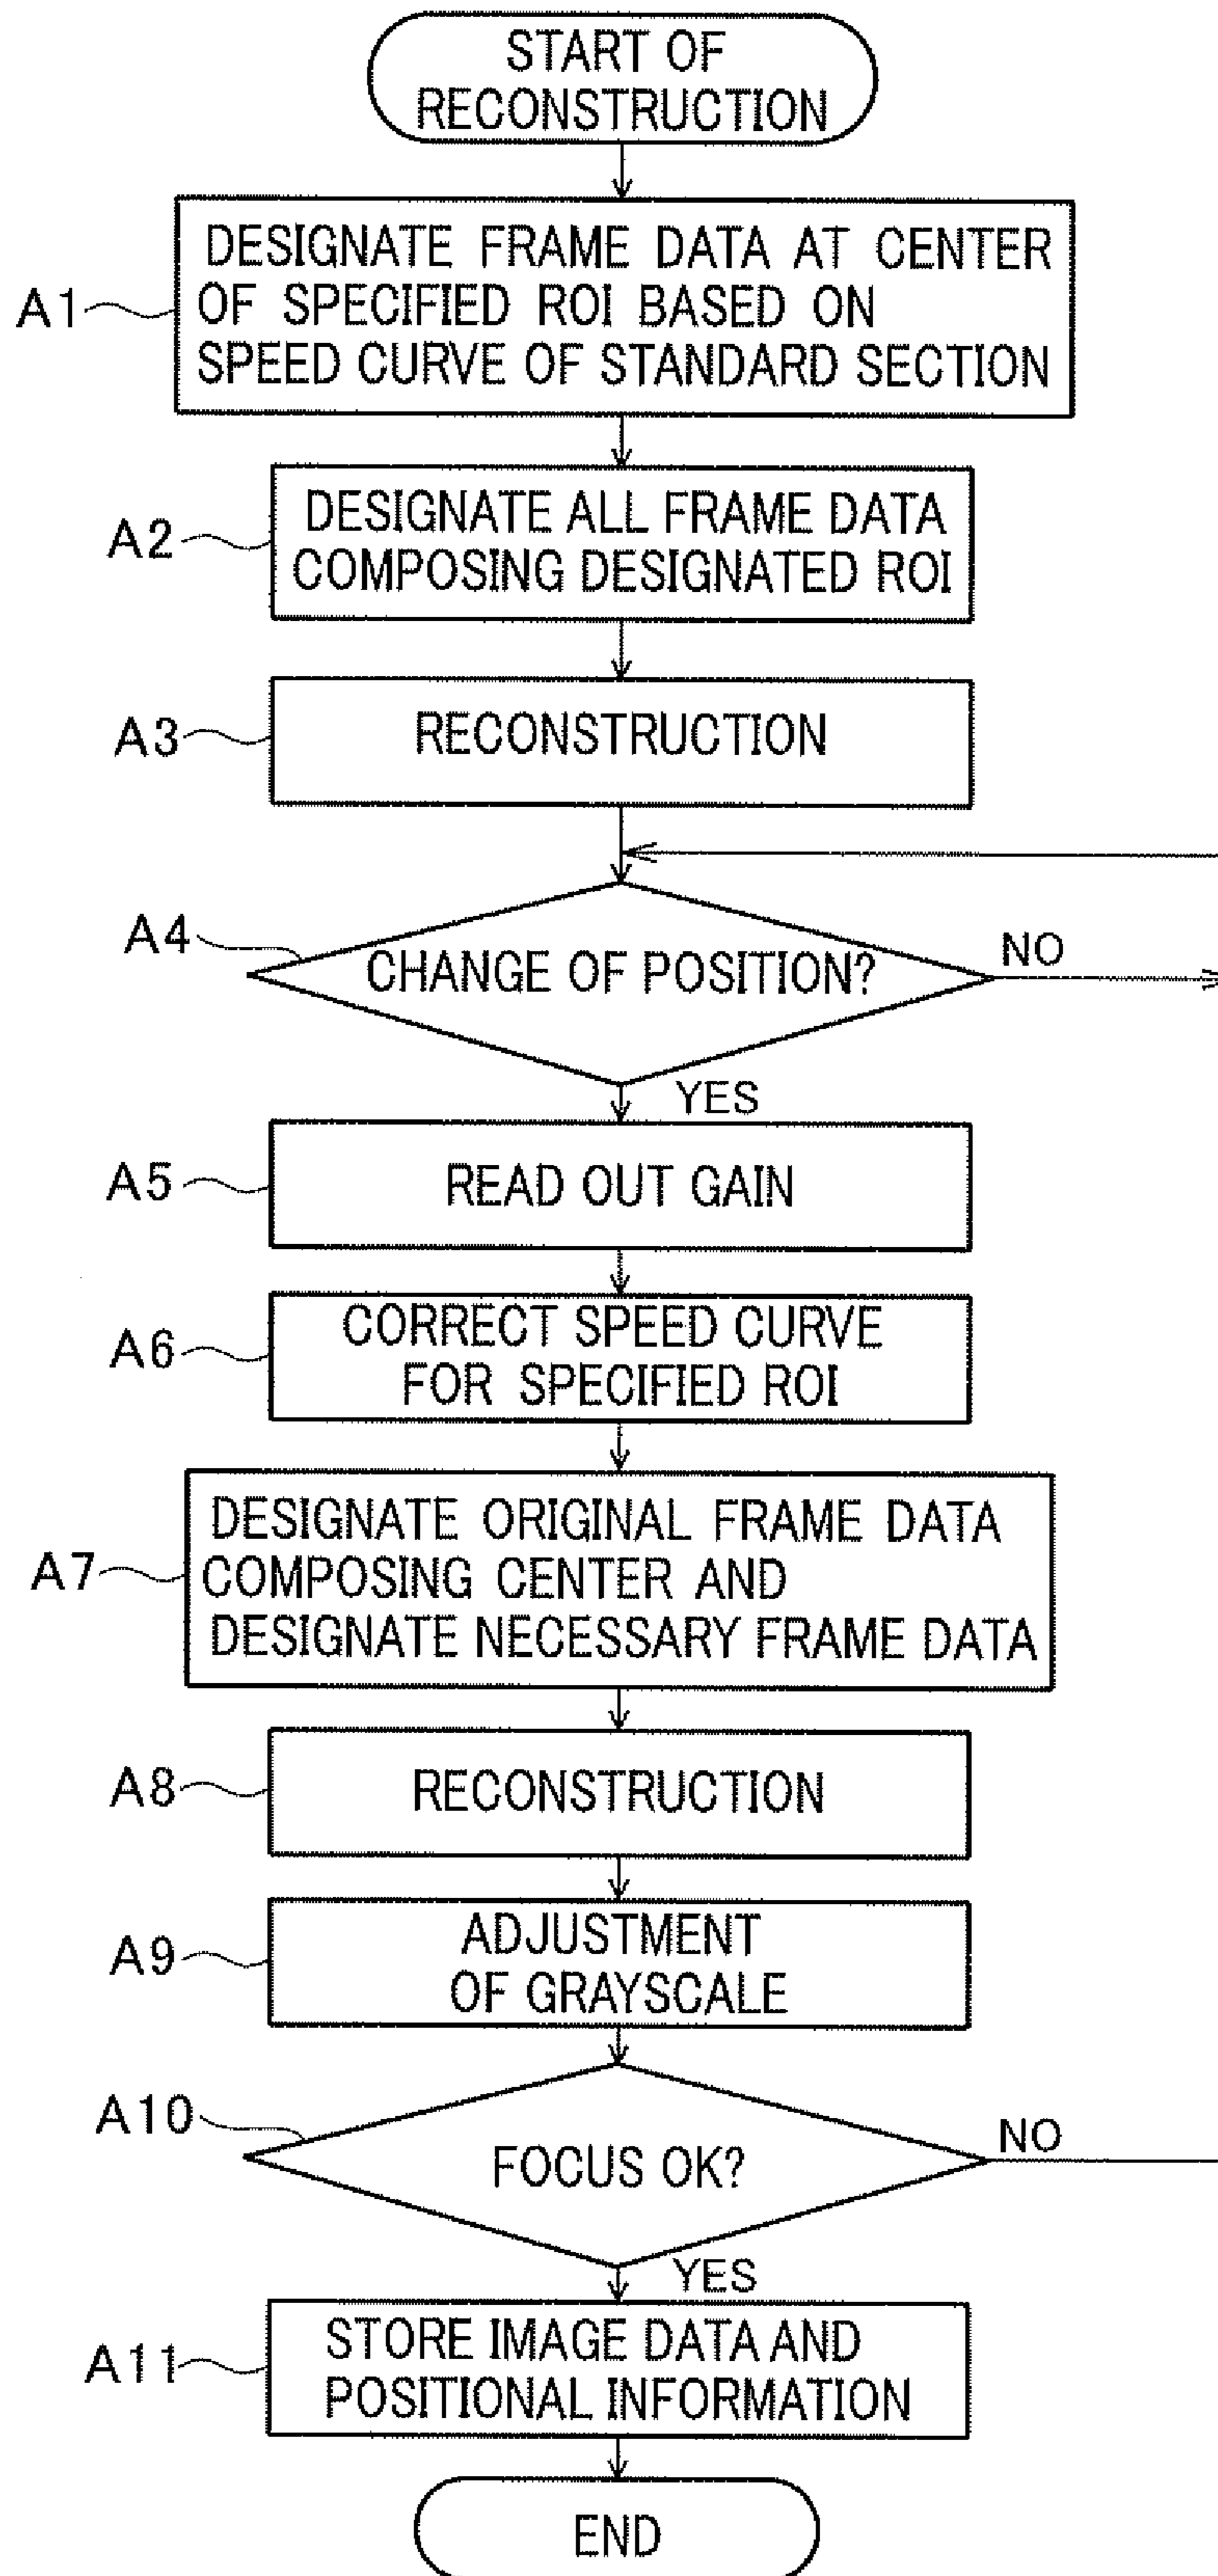 START OF
RECONSTRUCTION
A1
DESIGNATE FRAME DATA AT CENTER
OF SPECIFIED ROI BASED ON
SPEED CURVE OF STANDARD SECTION
A2
DESIGNATE ALL FRAME DATA
COMPOSING DESIGNATED ROI
A3
RECONSTRUCTION
A4
CHANGE OF POSITION?
NO
YES
A5
READ OUT GAIN
A6
CORRECT SPEED CURVE
FOR SPECIFIED ROI
A7
DESIGNATE ORIGINAL FRAME DATA
COMPOSING CENTER AND
DESIGNATE NECESSARY FRAME DATA
A8
RECONSTRUCTION
A9
ADJUSTMENT
OF GRAYSCALE
A10
FOCUS OK?
NO
YES
A11
STORE IMAGE DATA AND
POSITIONAL INFORMATION
END